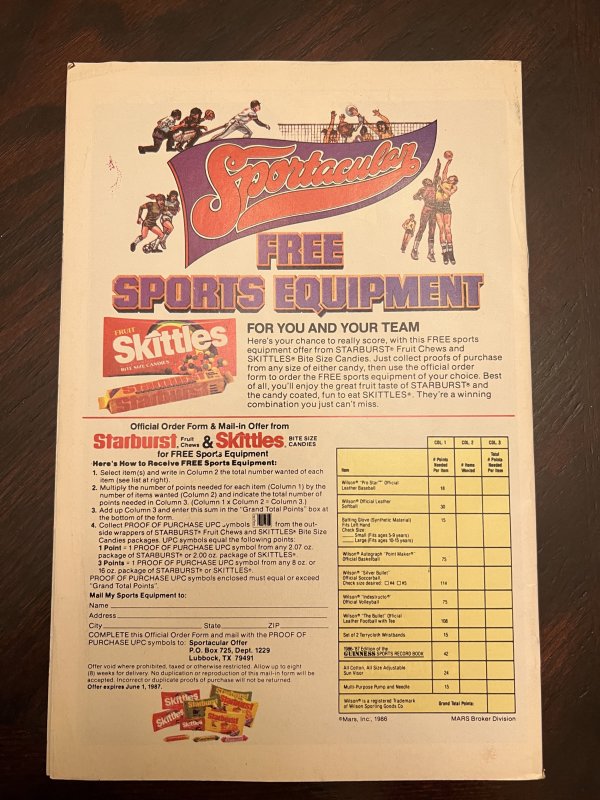 Sportacular
FREE
SPORTS EQUIPMENT
FRUIT
Skittles
BITE SIZE CANDIES
STARBURST
FOR YOU AND YOUR TEAM
Here's your chance to really score, with this FREE sports
equipment offer from STARBURST® Fruit Chews and
SKITTLES® Bite Size Candies. Just collect proofs of purchase
from any size of either candy, then use the official order
form to order the FREE sports equipment of your choice. Best
of all, you'll enjoy the great fruit taste of STARBURST® and
the candy coated, fun to eat SKITTLES®. They're a winning
combination you just can't miss.
Official Order Form & Mail-in Offer from
Starburst® Fruit Chews & Skittles® BITE SIZE CANDIES
for FREE Sports Equipment
Here's How to Receive FREE Sports Equipment:
1. Select item(s) and write in Column 2 the total number wanted of each
item (see list at right).
2. Multiply the number of points needed for each item (Column 1) by the
number of items wanted (Column 2) and indicate the total number of
points needed in Column 3. (Column 1 x Column 2 = Column 3.)
3. Add up Column 3 and enter this sum in the "Grand Total Points" box at
the bottom of the form.
4. Collect PROOF OF PURCHASE UPC symbols from the out-
side wrappers of STARBURST® Fruit Chews and SKITTLES® Bite Size
Candies packages. UPC symbols equal the following points:
1 Point = 1 PROOF OF PURCHASE UPC symbol from any 2.07 oz.
package of STARBURST® or 2.00 oz. package of SKITTLES®.
3 Points = 1 PROOF OF PURCHASE UPC symbol from any 8 oz. or
16 oz. package of STARBURST® or SKITTLES®.
PROOF OF PURCHASE UPC symbols enclosed must equal or exceed
"Grand Total Points".
Mail My Sports Equipment to:
Name
Address
City State ZIP
COMPLETE this Official Order Form and mail with the PROOF OF
PURCHASE UPC symbols to: Sportacular Offer
P.O. Box 725, Dept. 1229
Lubbock, TX 79491
Offer void where prohibited, taxed or otherwise restricted. Allow up to eight
(8) weeks for delivery. No duplication or reproduction of this mail-in form will be
accepted. Incorrect or duplicate proofs of purchase will not be returned.
Offer expires June 1, 1987.
Skittles
Starburst
Skittles
Starburst
Skittles
COL. 1 COL. 2 COL. 3
Item # Points Needed Per Item # Items Wanted Total # Points Needed Per Item
Wilson® "Pro Star"™ Official
Leather Baseball 18
Wilson® Official Leather
Softball 30
Batting Glove (Synthetic Material) 15
Fits Left Hand
Check Size:
Small (Fits ages 5-9 years)
Large (Fits ages 10-15 years)
Wilson® Autograph "Point Maker"®
Official Basketball 75
Wilson® "Silver Bullet"
Official Soccerball
Check size desired: □#4 □#5 114
Wilson® "Indestructo"®
Official Volleyball 75
Wilson® "The Bullet" Official
Leather Football with Tee 108
Set of 2 Terrycloth Wristbands 15
1986-'87 Edition of the
GUINNESS SPORTS RECORD BOOK 42
All Cotton, All Size Adjustable
Sun Visor 24
Multi-Purpose Pump and Needle 15
Wilson® is a registered Trademark
of Wilson Sporting Goods Co. Grand Total Points:
©Mars, Inc., 1986 MARS Broker Division